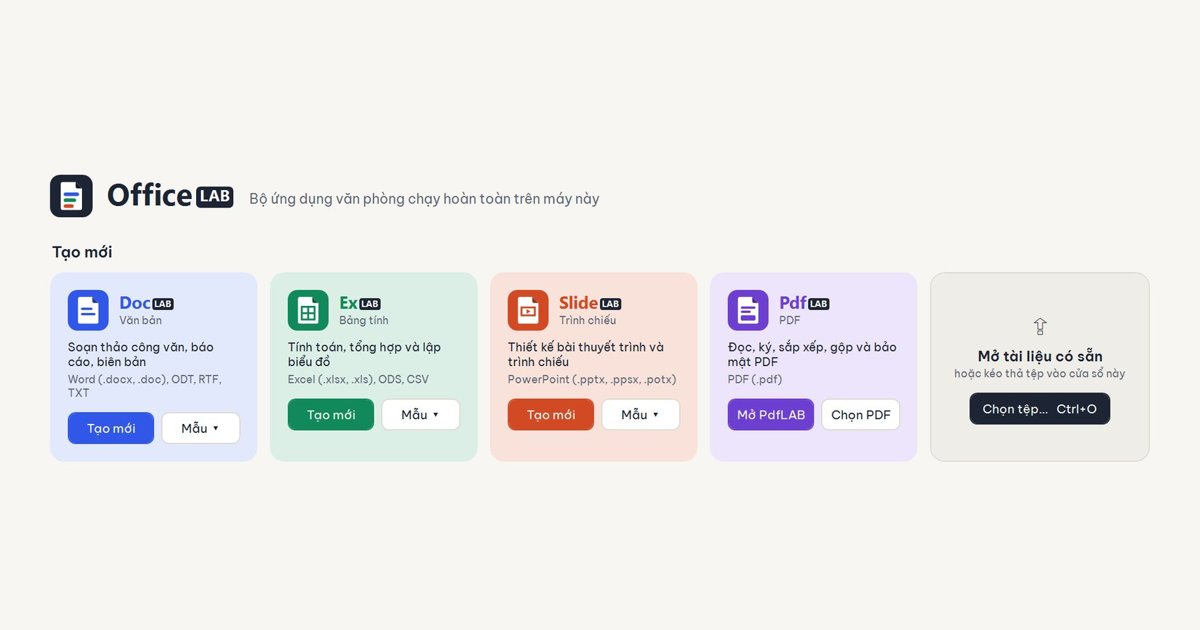 Office LAB Bộ ứng dụng văn phòng chạy hoàn toàn trên máy này
Tạo mới
Doc LAB
Văn bản
Soạn thảo công văn, báo
cáo, biên bản
Word (.docx, .doc), ODT, RTF,
TXT
Tạo mới Mẫu ▾
Ex LAB
Bảng tính
Tính toán, tổng hợp và lập
biểu đồ
Excel (.xlsx, .xls), ODS, CSV
Tạo mới Mẫu ▾
Slide LAB
Trình chiếu
Thiết kế bài thuyết trình và
trình chiếu
PowerPoint (.pptx, .ppsx, .potx)
Tạo mới Mẫu ▾
Pdf LAB
PDF
Đọc, ký, sắp xếp, gộp và bảo
mật PDF
PDF (.pdf)
Mở PdfLAB Chọn PDF
Mở tài liệu có sẵn
hoặc kéo thả tệp vào cửa sổ này
Chọn tệp... Ctrl+O